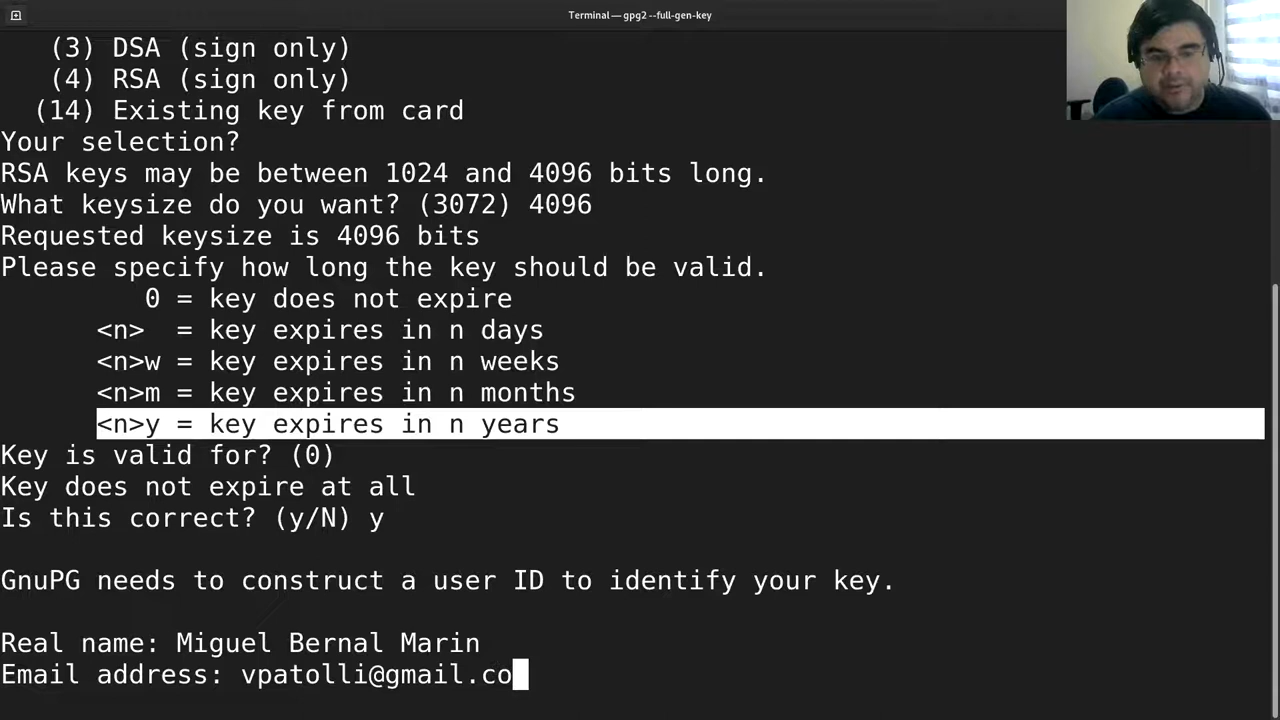 Terminal — gpg2 --full-gen-key
(3) DSA (sign only)
(4) RSA (sign only)
(14) Existing key from card
Your selection?
RSA keys may be between 1024 and 4096 bits long.
What keysize do you want? (3072) 4096
Requested keysize is 4096 bits
Please specify how long the key should be valid.
0 = key does not expire
<n>  = key expires in n days
<n>w = key expires in n weeks
<n>m = key expires in n months
<n>y = key expires in n years
Key is valid for? (0)
Key does not expire at all
Is this correct? (y/N) y
GnuPG needs to construct a user ID to identify your key.
Real name: Miguel Bernal Marin
Email address: vpatolli@gmail.co